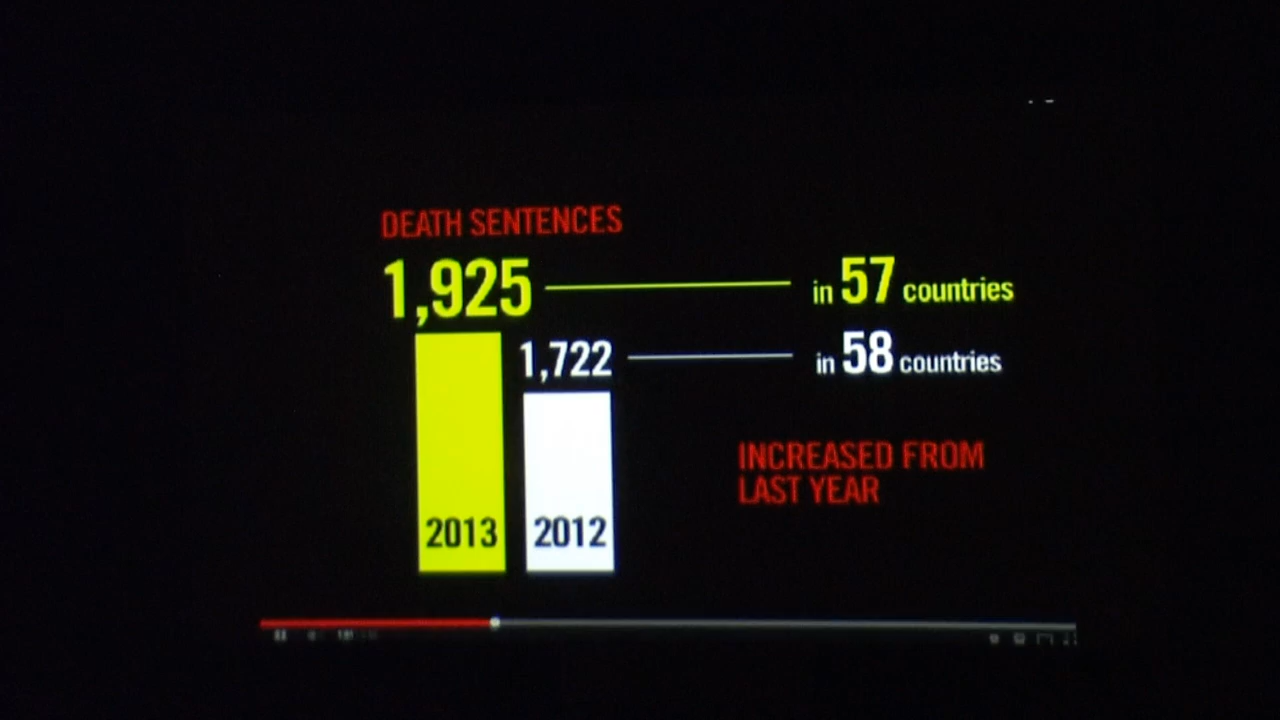 DEATH SENTENCES
1,925 in 57 countries
1,722 in 58 countries
INCREASED FROM
LAST YEAR
2013 2012